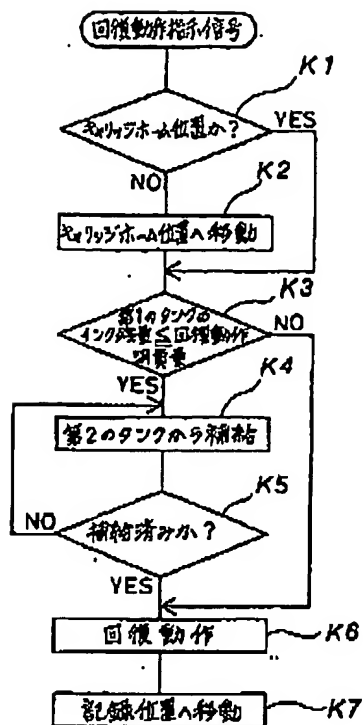 回復動作指示信号
K1
キャリッジホーム位置か?
YES
NO
K2
キャリッジホーム位置へ移動
K3
第1のタンクの
インク残量≦回復動作
消費量
NO
YES
K4
第2のタンクから補給
K5
NO
補給済みか?
YES
回復動作
K6
記録位置へ移動
K7